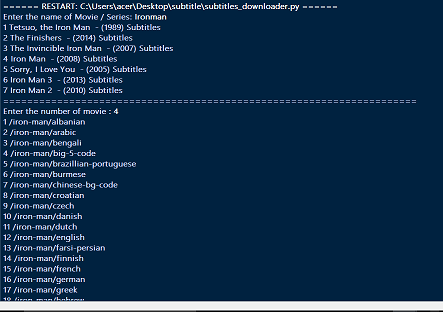 ====== RESTART: C:\Users\acer\Desktop\subtitle\subtitles_downloader.py ======
Enter the name of Movie / Series: Ironman
1 Tetsuo, the Iron Man - (1989) Subtitles
2 The Finishers - (2014) Subtitles
3 The Invincible Iron Man - (2007) Subtitles
4 Iron Man - (2008) Subtitles
5 Sorry, I Love You - (2005) Subtitles
6 Iron Man 3 - (2013) Subtitles
7 Iron Man 2 - (2010) Subtitles
======================================================================
Enter the number of movie : 4
1 /iron-man/albanian
2 /iron-man/arabic
3 /iron-man/bengali
4 /iron-man/big-5-code
5 /iron-man/brazillian-portuguese
6 /iron-man/burmese
7 /iron-man/chinese-bg-code
8 /iron-man/croatian
9 /iron-man/czech
10 /iron-man/danish
11 /iron-man/dutch
12 /iron-man/english
13 /iron-man/farsi-persian
14 /iron-man/finnish
15 /iron-man/french
16 /iron-man/german
17 /iron-man/greek
18 /iron-man/hebrew